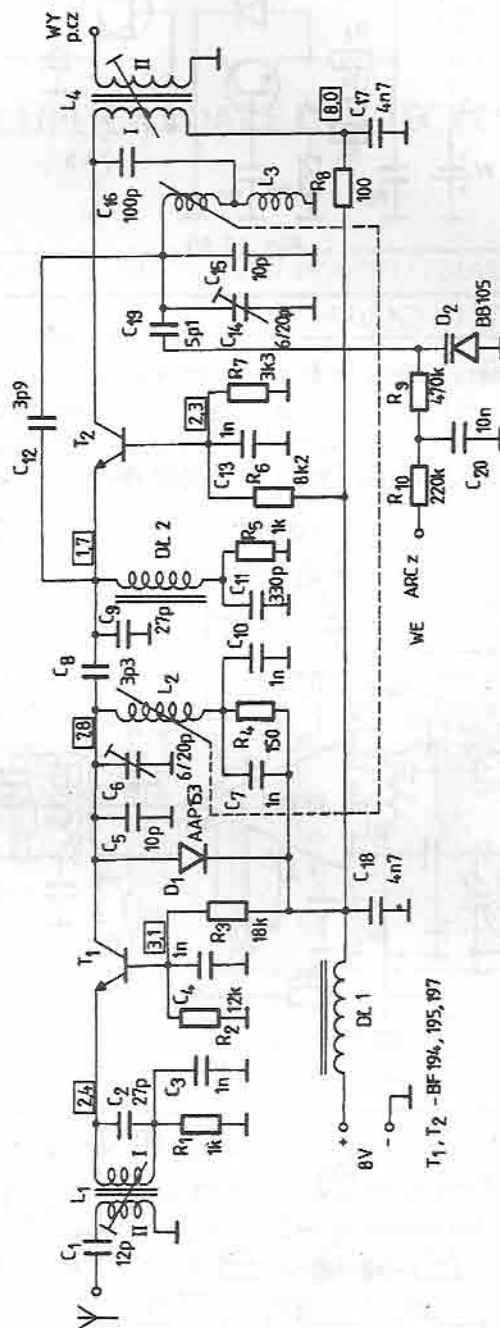 C1
12p
L1
I
II
2,4
C2
27p
R1
1k
C3
1n
T1
3,1
1n
C4
R2
12k
R3
18k
D1
AAP153
C5
10p
C6
6/20p
7,8
L2
C7
1n
R4
150
C10
1n
C8
3p3
C9
27p
1,7
DŁ 2
C11
330p
R5
1k
C12
3p9
T2
2,3
1n
C13
R6
8k2
R7
3k3
C19
5p1
C14
6/20p
C15
10p
C16
100p
L3
L4
I
II
WY
p.cz
8,0
R8
100
C17
4n7
DŁ 1
+
8V
-
C18
4n7
WE ARCz
R10
220k
C20
10n
R9
470k
D2
BB105
T1, T2 - BF 194, 195, 197